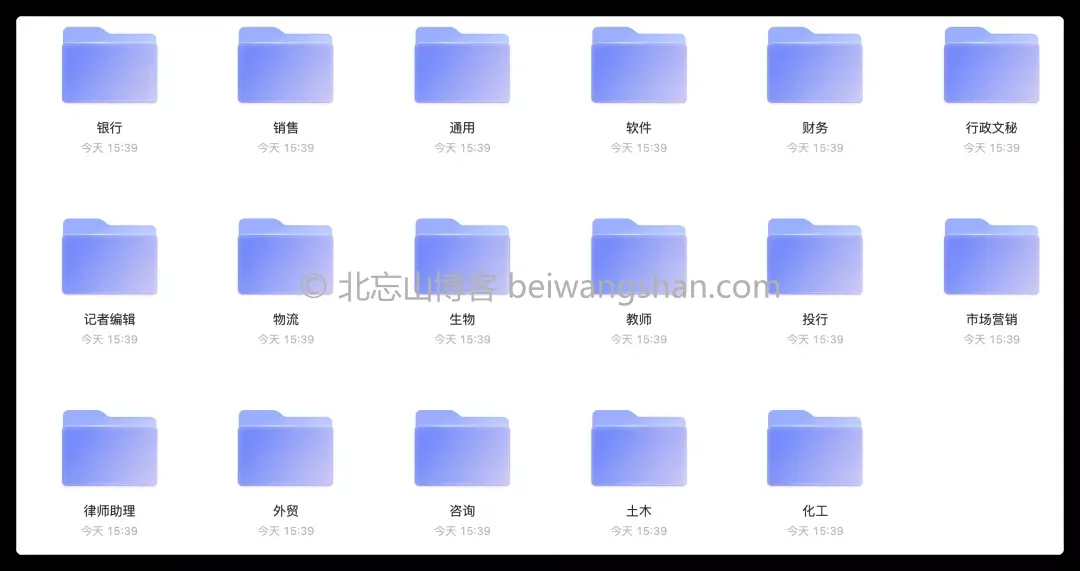 银行 销售 通用 软件 财务 行政文秘
今天 15:39 今天 15:39 今天 15:39 今天 15:39 今天 15:39 今天 15:39
© 北忘山博客 beiwangshan.com
记者编辑 物流 生物 教师 投行 市场营销
今天 15:39 今天 15:39 今天 15:39 今天 15:39 今天 15:39 今天 15:39
律师助理 外贸 咨询 土木 化工
今天 15:39 今天 15:39 今天 15:39 今天 15:39 今天 15:39